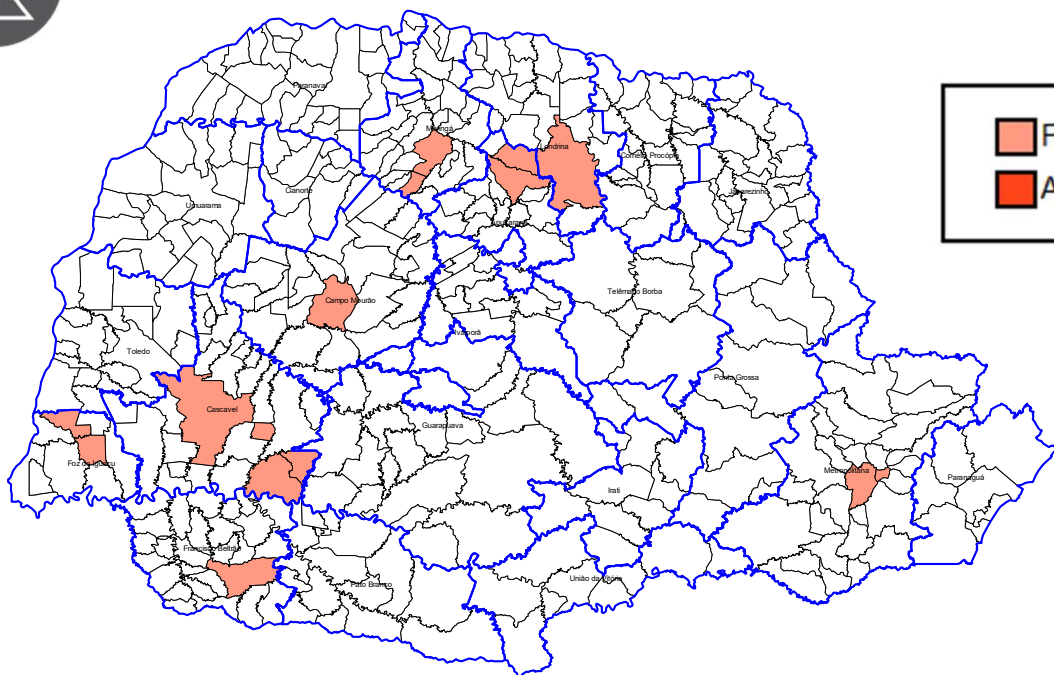 Paranavaí
Maringá
Londrina
Cornélio Procópio
Jacarezinho
Cianorte
Umuarama
Apucarana
Telêmaco Borba
Campo Mourão
Ivaiporã
Toledo
Ponta Grossa
Cascavel
Guarapuava
Foz do Iguaçu
Metropolitana
Paranaguá
Irati
Francisco Beltrão
Pato Branco
União da Vitória
F
A